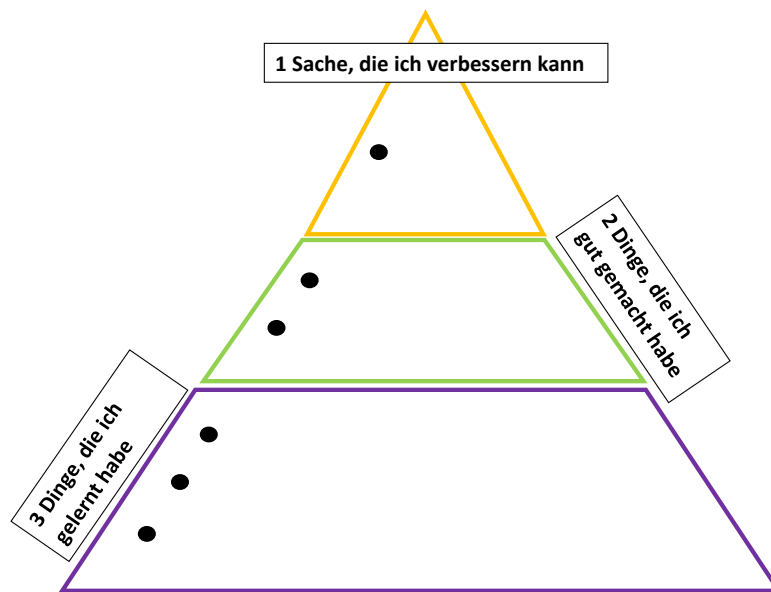 1 Sache, die ich verbessern kann
2 Dinge, die ich
gut gemacht habe
3 Dinge, die ich
gelernt habe